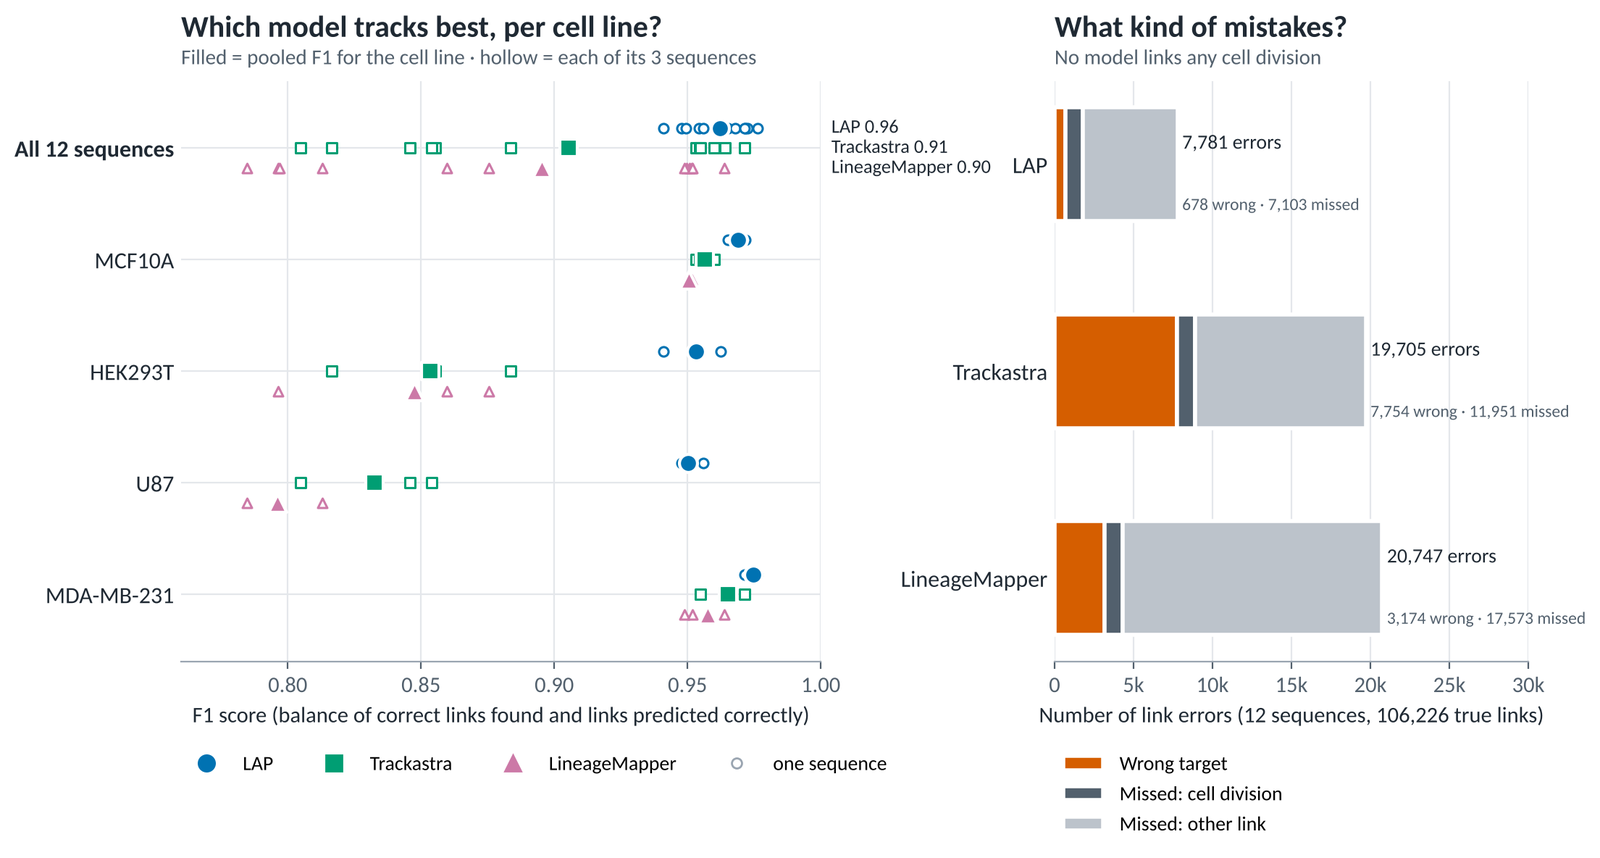 Which model tracks best, per cell line?
Filled = pooled F1 for the cell line · hollow = each of its 3 sequences
All 12 sequences
MCF10A
HEK293T
U87
MDA-MB-231
LAP 0.96
Trackastra 0.91
LineageMapper 0.90
0.80 0.85 0.90 0.95 1.00
F1 score (balance of correct links found and links predicted correctly)
LAP Trackastra LineageMapper one sequence
What kind of mistakes?
No model links any cell division
LAP
7,781 errors
678 wrong · 7,103 missed
Trackastra
19,705 errors
7,754 wrong · 11,951 missed
LineageMapper
20,747 errors
3,174 wrong · 17,573 missed
0 5k 10k 15k 20k 25k 30k
Number of link errors (12 sequences, 106,226 true links)
Wrong target
Missed: cell division
Missed: other link